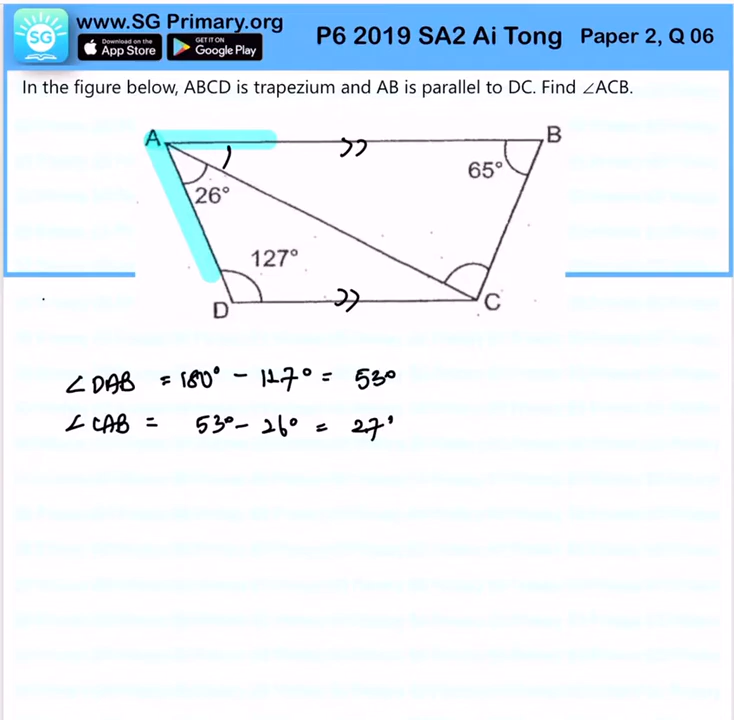 www.SG Primary.org
SG
Download on the App Store
GET IT ON Google Play
P6 2019 SA2 Ai Tong Paper 2, Q 06
In the figure below, ABCD is trapezium and AB is parallel to DC. Find ∠ACB.
A
B
65°
26°
127°
D
C
∠DAB = 180° - 127° = 53°
∠CAB = 53° - 26° = 27°